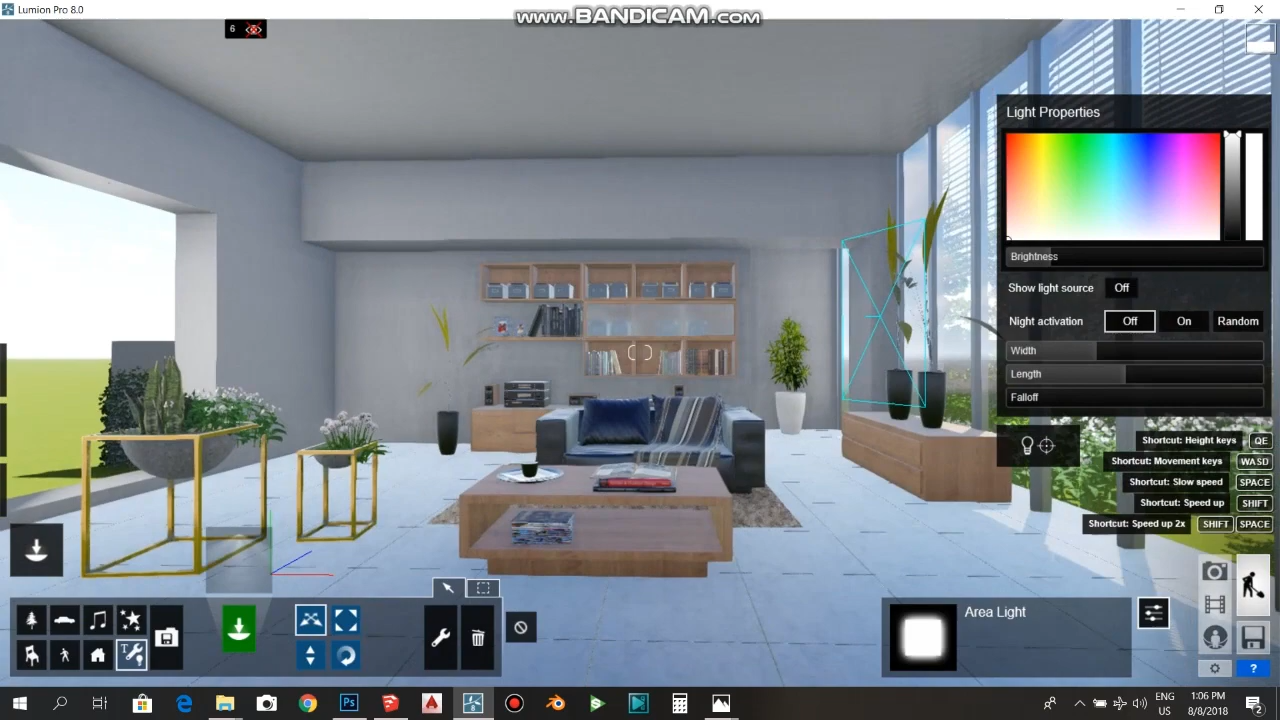 Lumion Pro 8.0
www.BANDICAM.com
6
Light Properties
Brightness
Show light source Off
Night activation Off On Random
Width
Length
Falloff
Shortcut: Height keys QE
Shortcut: Movement keys WASD
Shortcut: Slow speed SPACE
Shortcut: Speed up SHIFT
Shortcut: Speed up 2x SHIFT SPACE
Area Light
T
?
Ps
ENG
US
1:06 PM
8/8/2018
2